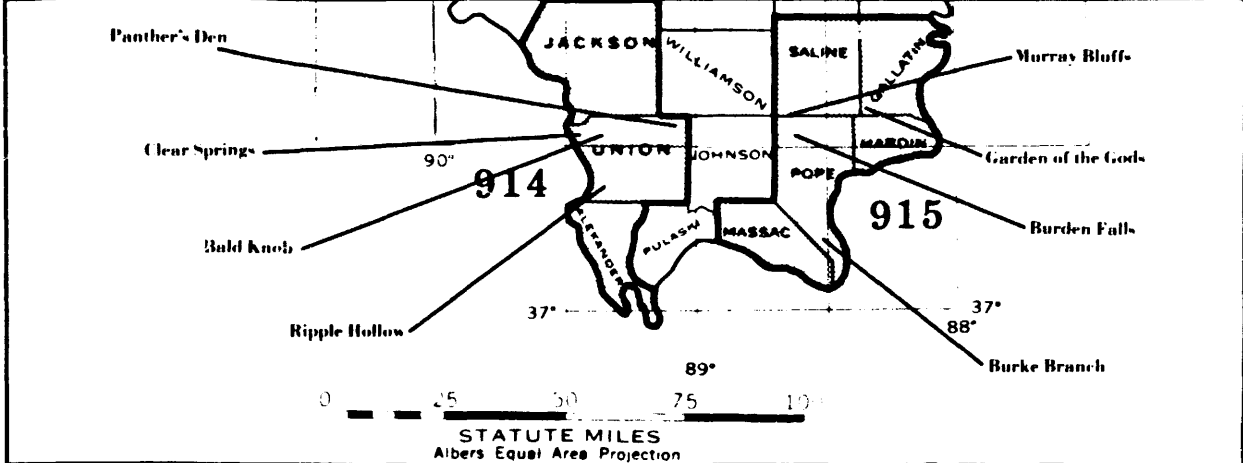 Panther's Den
JACKSON
WILLIAMSON
SALINE
GALLATIN
Murray Bluffs
Clear Springs
90°
UNION
JOHNSON
HARDIN
Garden of the Gods
914
POPE
915
Bald Knob
ALEXANDER
PULASKI
MASSAC
Burden Falls
Ripple Hollow
37°
37°
88°
89°
Burke Branch
0 25 50 75 100
STATUTE MILES
Albers Equal Area Projection